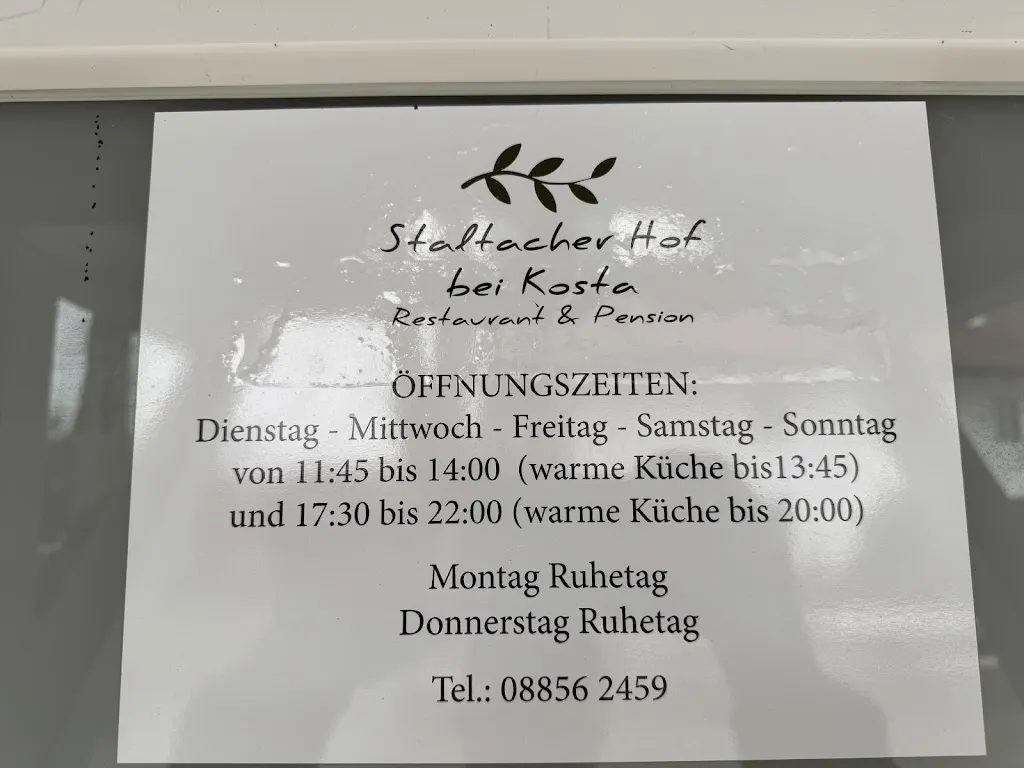 Staltacher Hof
bei Kosta
Restaurant & Pension
ÖFFNUNGSZEITEN:
Dienstag - Mittwoch - Freitag - Samstag - Sonntag
von 11:45 bis 14:00 (warme Küche bis13:45)
und 17:30 bis 22:00 (warme Küche bis 20:00)
Montag Ruhetag
Donnerstag Ruhetag
Tel.: 08856 2459